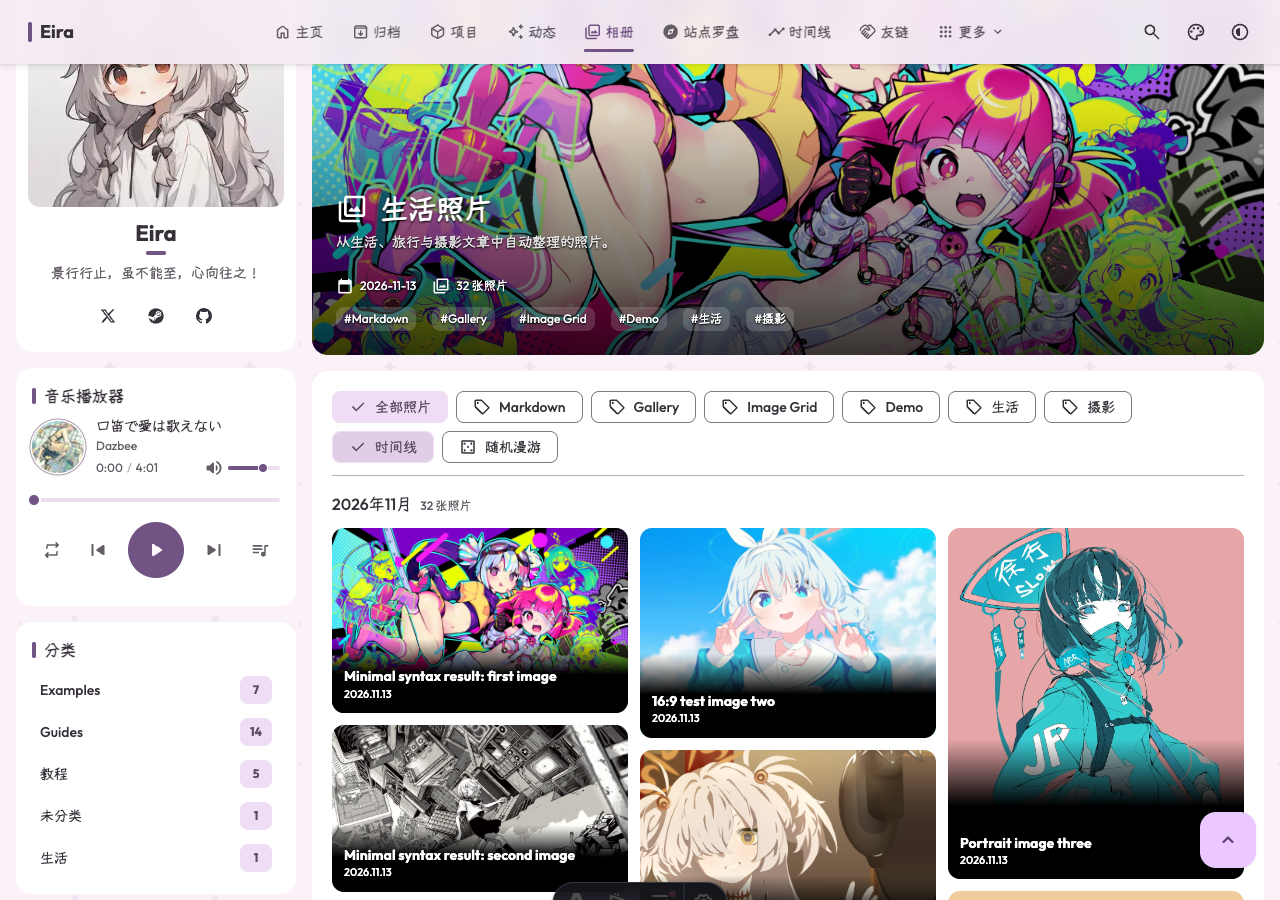 Eira
主页
归档
项目
动态
相册
站点罗盘
时间线
友链
更多
Eira
景行行止，虽不能至，心向往之！
音乐播放器
口笛で愛は歌えない
Dazbee
0:00 / 4:01
分类
Examples 7
Guides 14
教程 5
未分类 1
生活 1
生活照片
从生活、旅行与摄影文章中自动整理的照片。
2026-11-13 32 张照片
#Markdown #Gallery #Image Grid #Demo #生活 #摄影
全部照片 Markdown Gallery Image Grid Demo 生活 摄影
时间线 随机漫游
2026年11月 32 张照片
Minimal syntax result: first image
2026.11.13
16:9 test image two
2026.11.13
徐行
SLOW
JP
Portrait image three
2026.11.13
Minimal syntax result: second image
2026.11.13